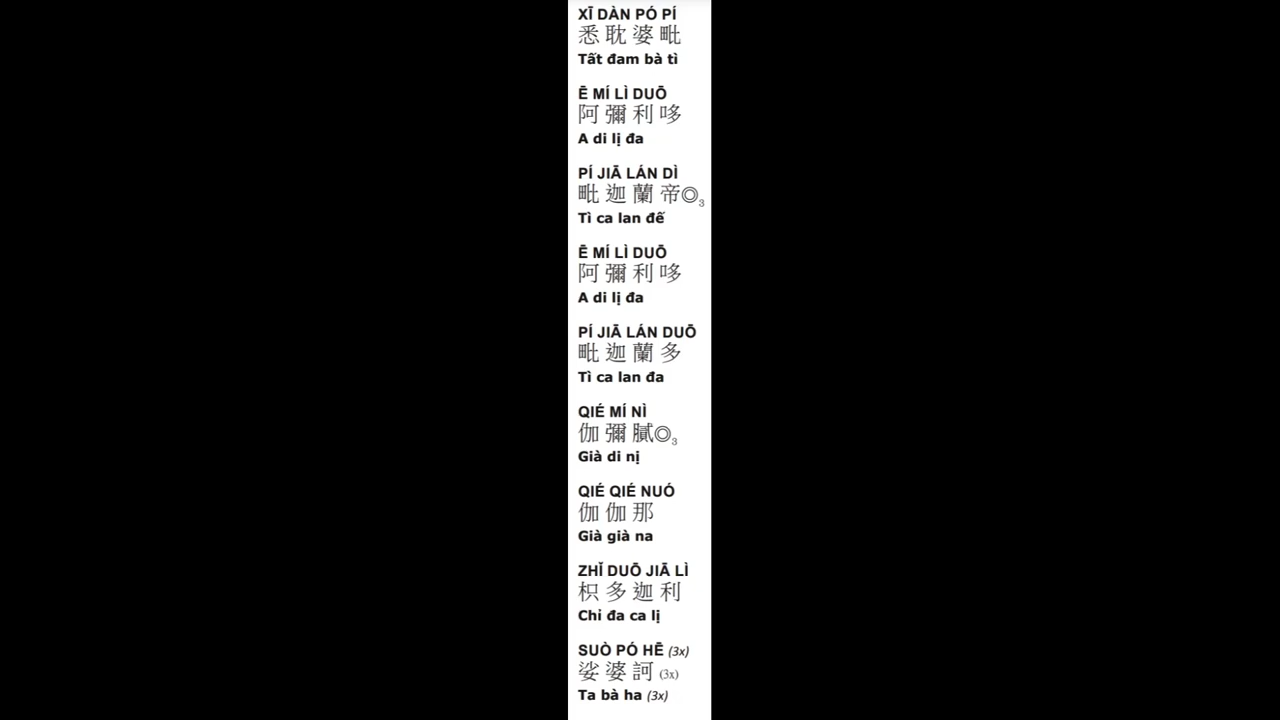 XĪ DÀN PÓ PÍ
悉 耽 婆 毗
Tất đam bà tì
Ē MÍ LÌ DUŌ
阿 彌 利 哆
A di lị đa
PÍ JIĀ LÁN DÌ
毗 迦 蘭 帝◎3
Tì ca lan đế
Ē MÍ LÌ DUŌ
阿 彌 利 哆
A di lị đa
PÍ JIĀ LÁN DUŌ
毗 迦 蘭 多
Tì ca lan đa
QIÉ MÍ NÌ
伽 彌 膩◎3
Già di nị
QIÉ QIÉ NUÓ
伽 伽 那
Già già na
ZHǏ DUŌ JIĀ LÌ
枳 多 迦 利
Chỉ đa ca lị
SUÒ PÓ HĒ (3x)
娑 婆 訶 (3x)
Ta bà ha (3x)